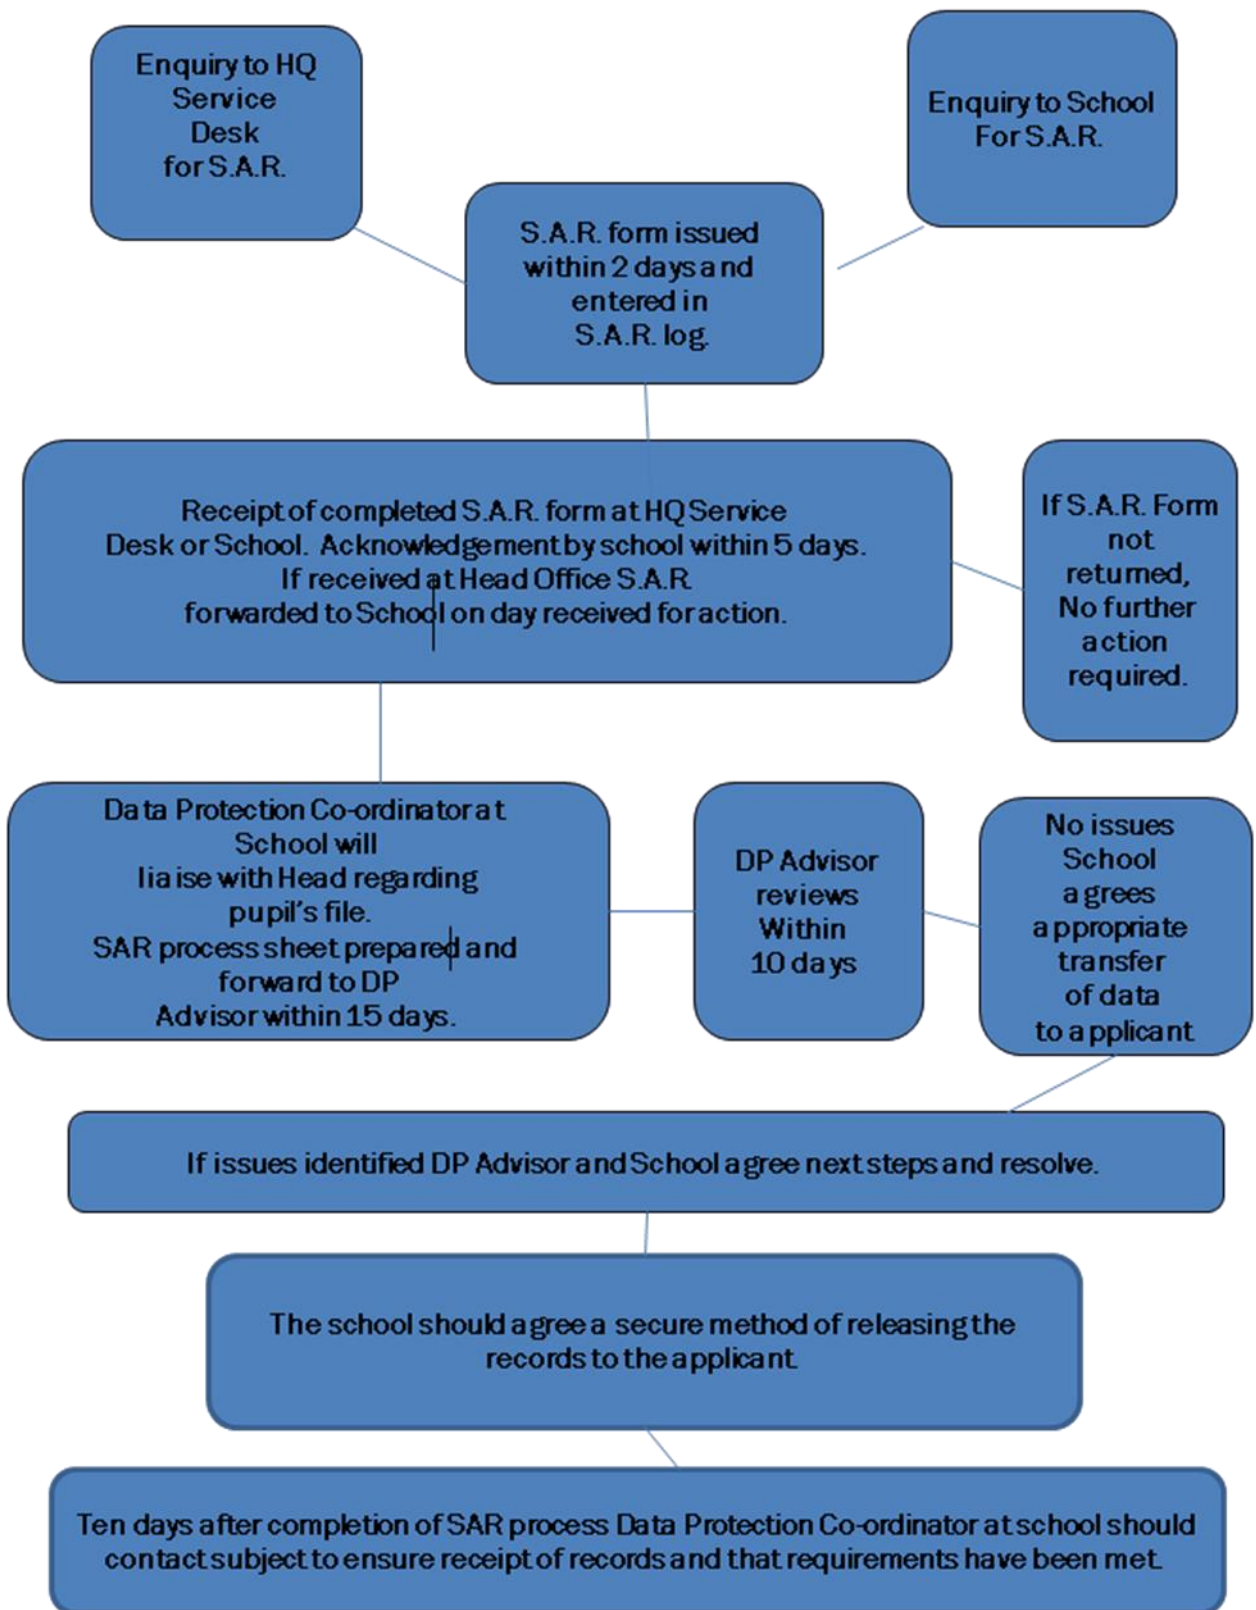 Enquiry to HQ
Service
Desk
for S.A.R.
Enquiry to School
For S.A.R.
S.A.R. form issued
within 2 days and
entered in
S.A.R. log.
Receipt of completed S.A.R. form at HQ Service
Desk or School. Acknowledgement by school within 5 days.
If received at Head Office S.A.R
forwarded to School on day received for action.
If S.A.R. Form
not
returned,
No further
action
required.
Data Protection Co-ordinator at
School will
liaise with Head regarding
pupil's file.
SAR process sheet prepared and
forward to DP
Advisor within 15 days.
DP Advisor
reviews
Within
10 days
No issues
School
agrees
appropriate
transfer
of data
to applicant
If issues identified DP Advisor and School agree next steps and resolve.
The school should agree a secure method of releasing the
records to the applicant.
Ten days after completion of SAR process Data Protection Co-ordinator at school should
contact subject to ensure receipt of records and that requirements have been met.